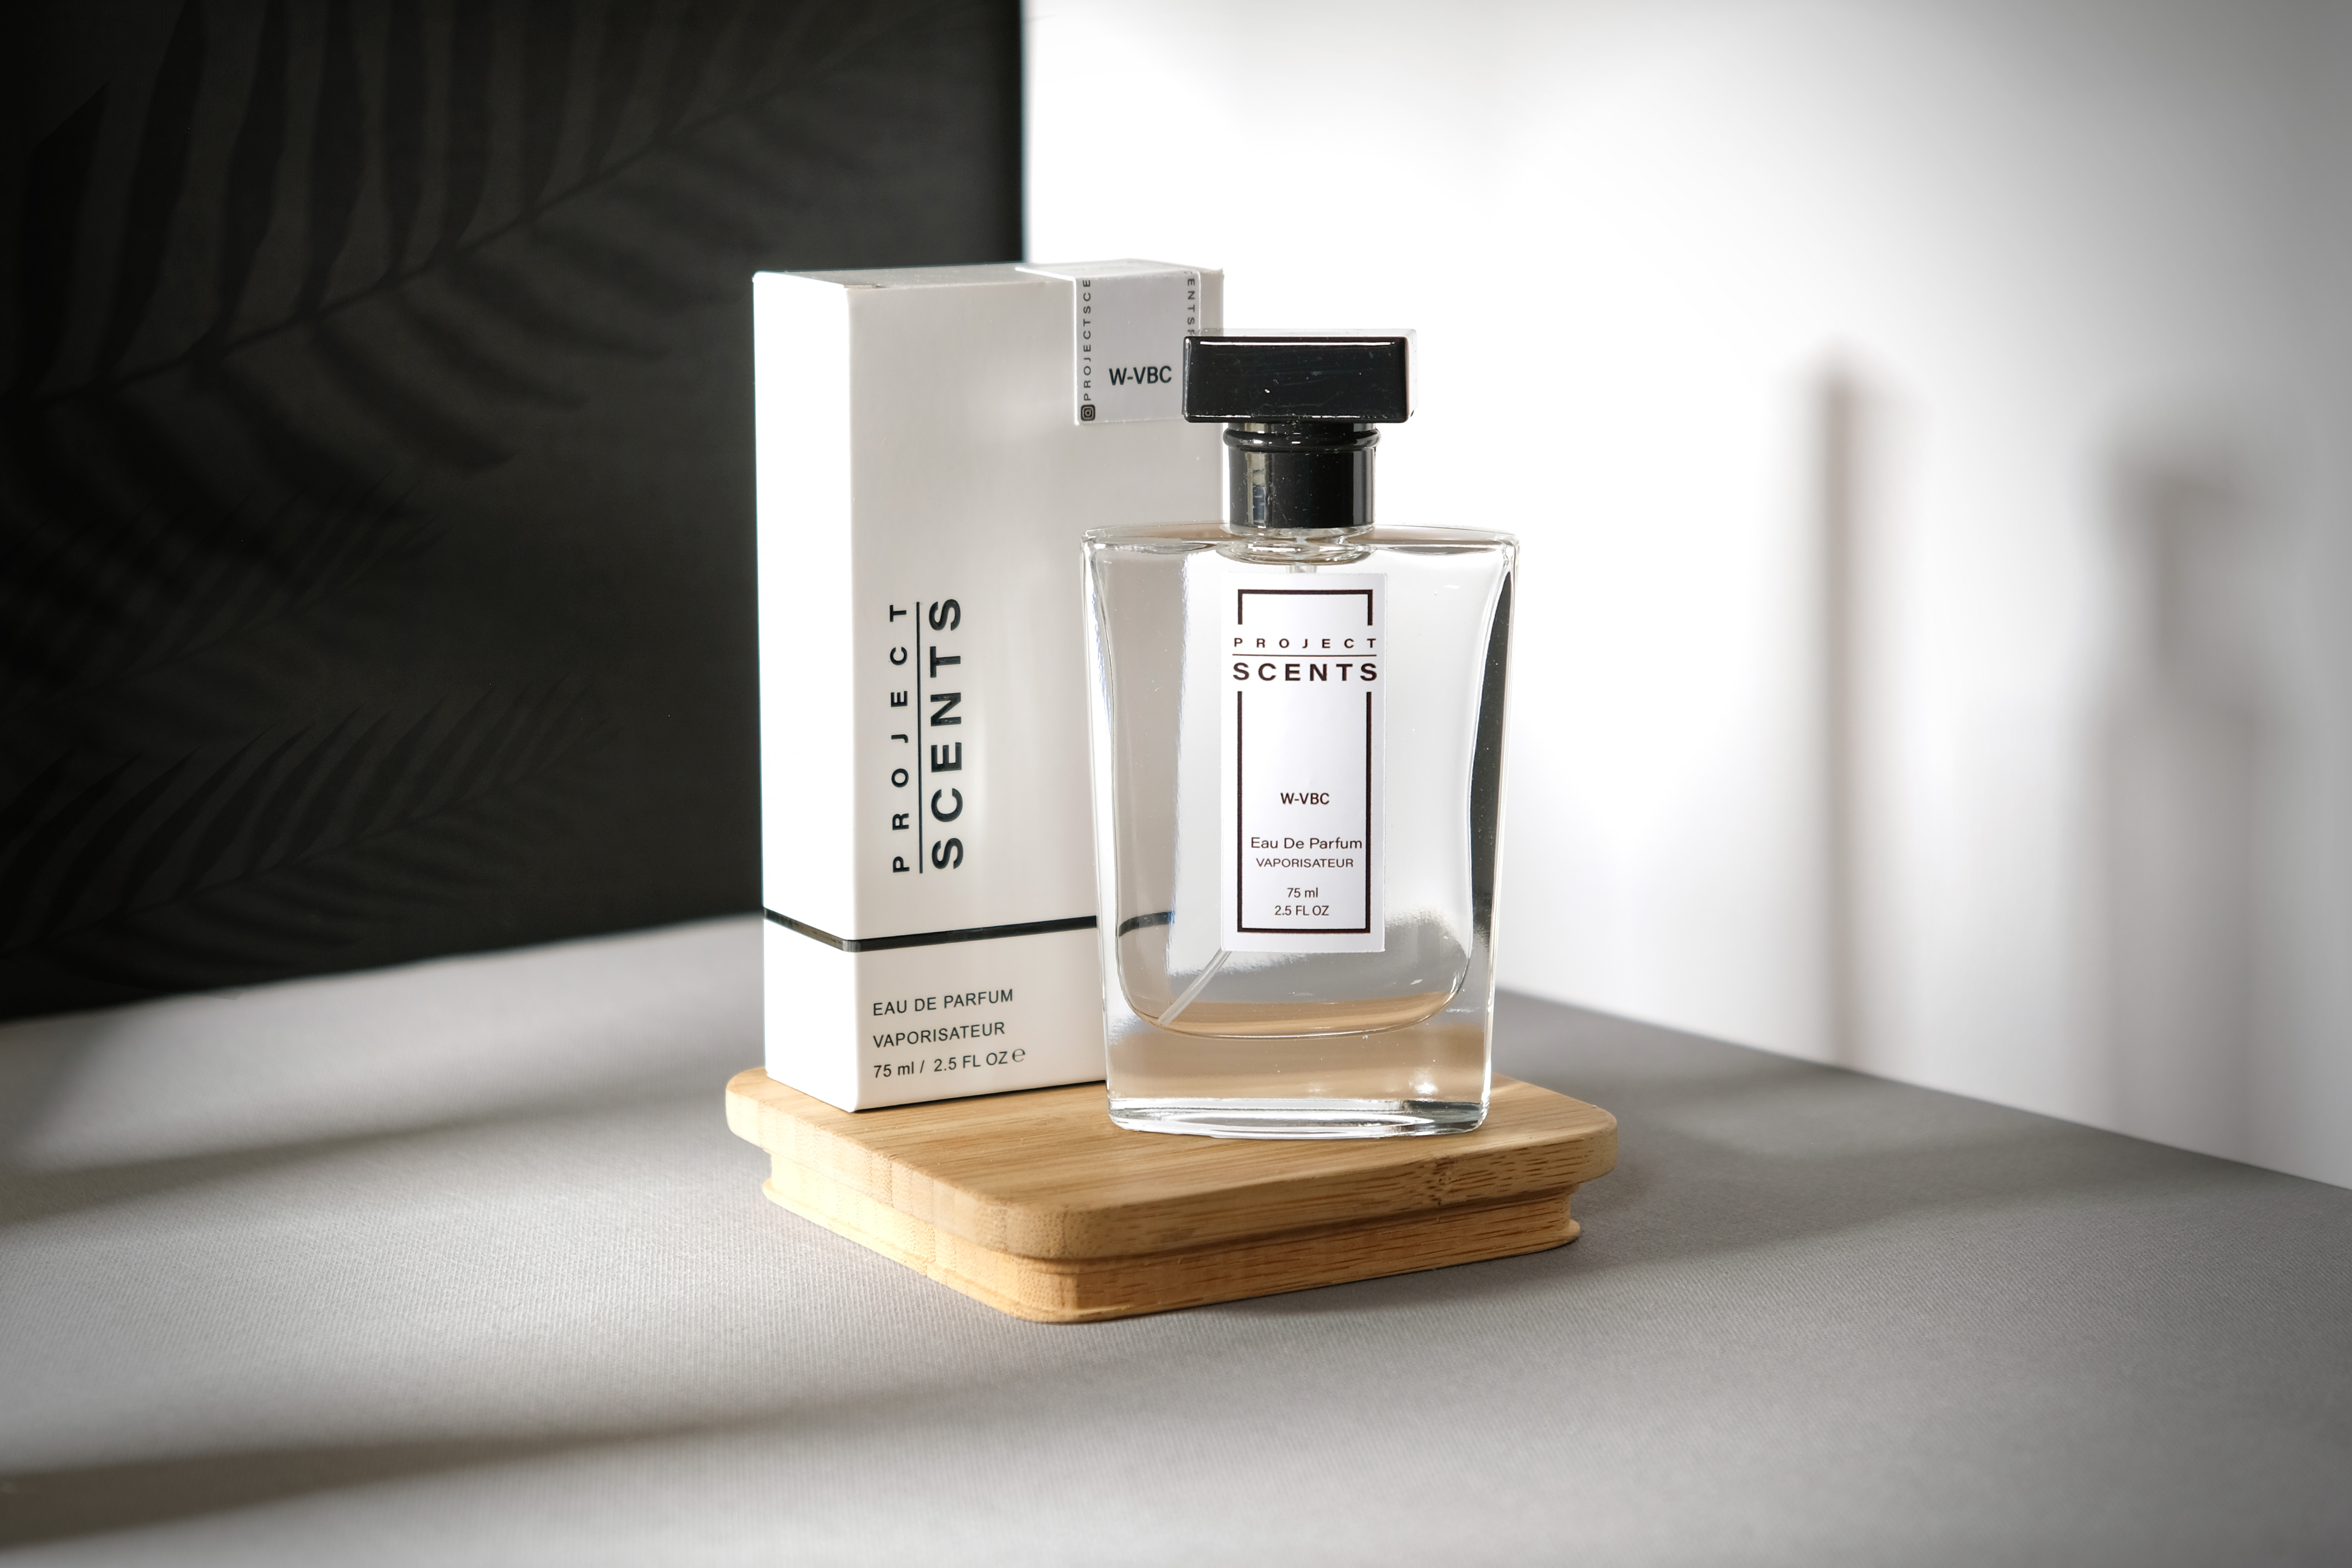 PROJECTSCE
ENTS
W-VBC
PROJECT
SCENTS
EAU DE PARFUM
VAPORISATEUR
75 ml / 2.5 FL OZ ℮
PROJECT
SCENTS
W-VBC
Eau De Parfum
VAPORISATEUR
75 ml
2.5 FL OZ